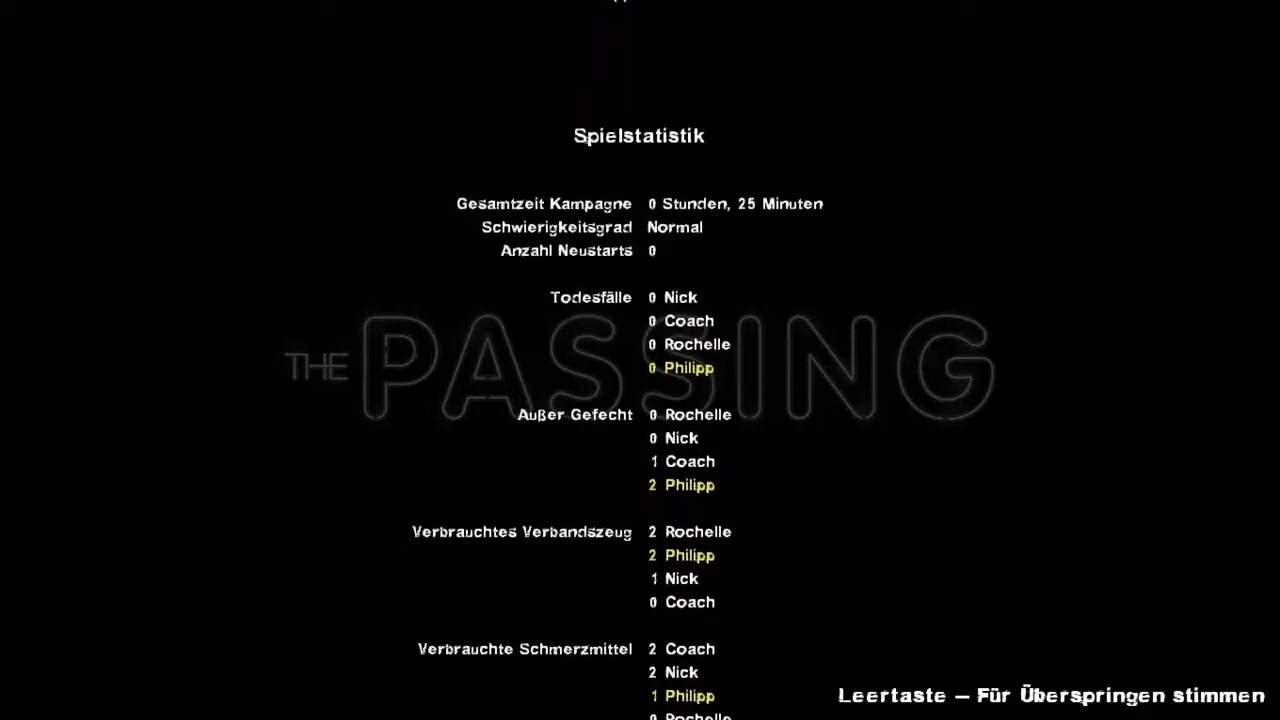 Spielstatistik
Gesamtzeit Kampagne 0 Stunden, 25 Minuten
Schwierigkeitsgrad Normal
Anzahl Neustarts 0
Todesfälle 0 Nick
0 Coach
0 Rochelle
THE PASSING
0 Philipp
Außer Gefecht 0 Rochelle
0 Nick
1 Coach
2 Philipp
Verbrauchtes Verbandszeug 2 Rochelle
2 Philipp
1 Nick
0 Coach
Verbrauchte Schmerzmittel 2 Coach
2 Nick
1 Philipp
0 Rochelle
Leertaste – Für Überspringen stimmen